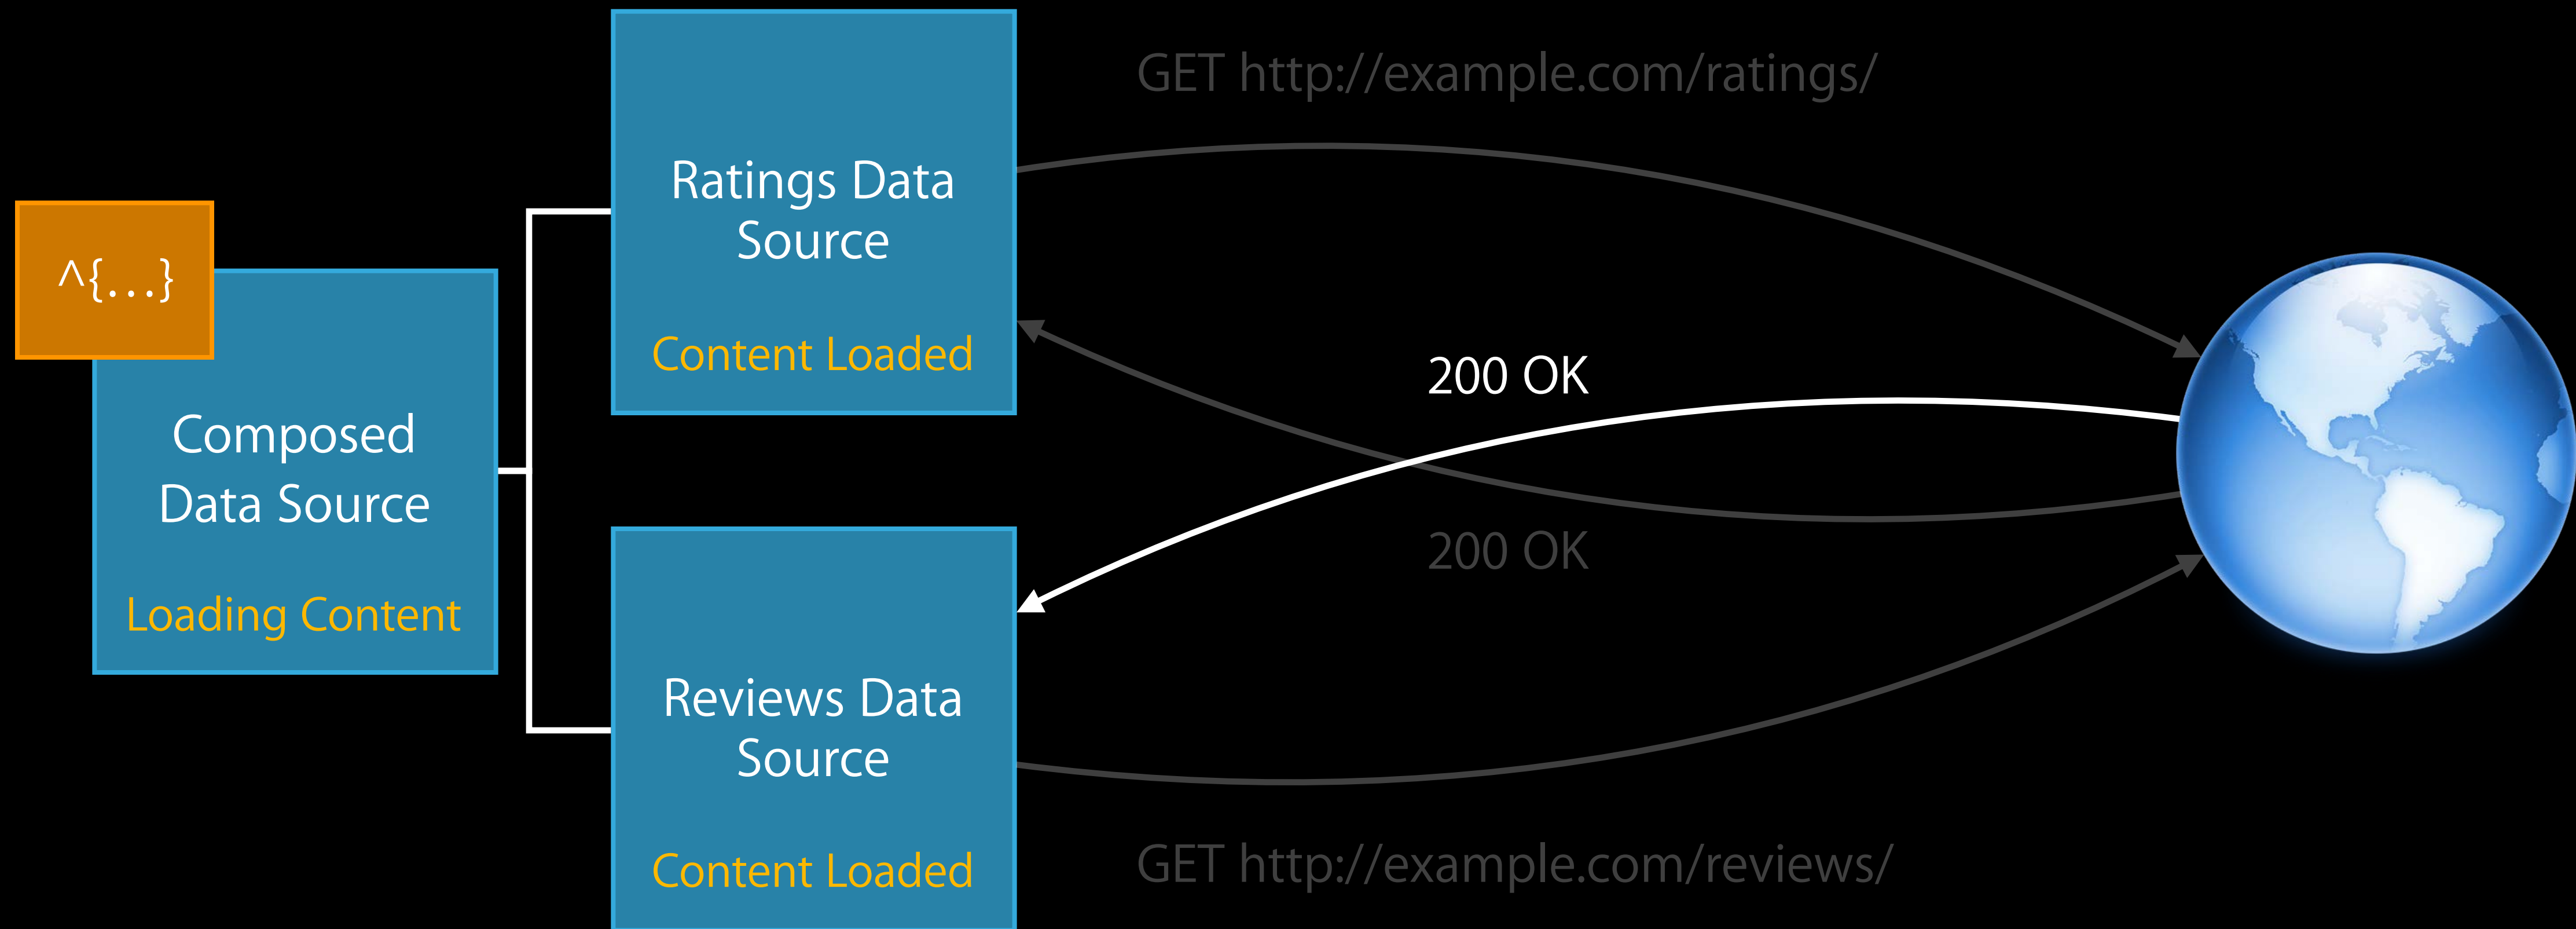 ^{...}
Composed
Data Source
Loading Content
Ratings Data
Source
Content Loaded
Reviews Data
Source
Content Loaded
GET http://example.com/ratings/
200 OK
200 OK
GET http://example.com/reviews/